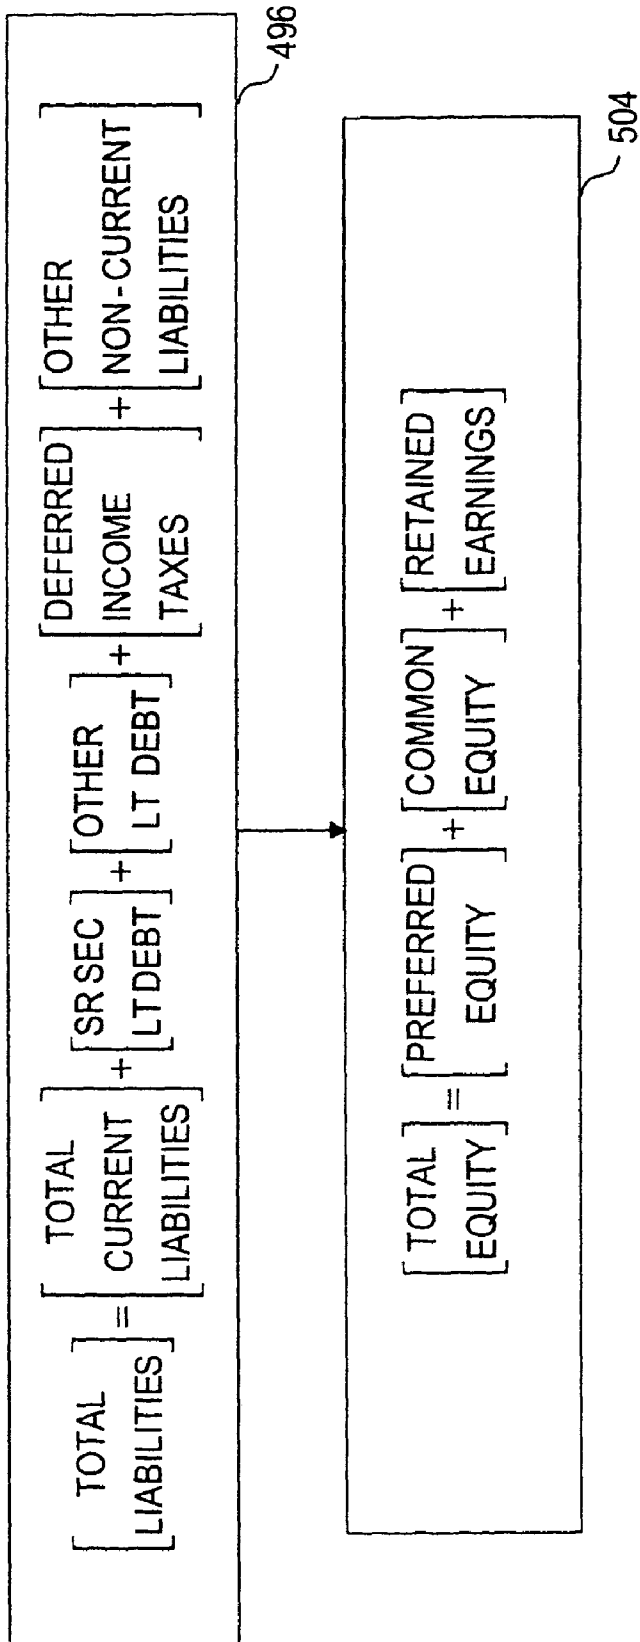 [TOTAL LIABILITIES] = [TOTAL CURRENT LIABILITIES] + [SR SEC LT DEBT] + [OTHER LT DEBT] + [DEFERRED INCOME TAXES] + [OTHER NON-CURRENT LIABILITIES]
496
[TOTAL EQUITY] = [PREFERRED EQUITY] + [COMMON EQUITY] + [RETAINED EARNINGS]
504